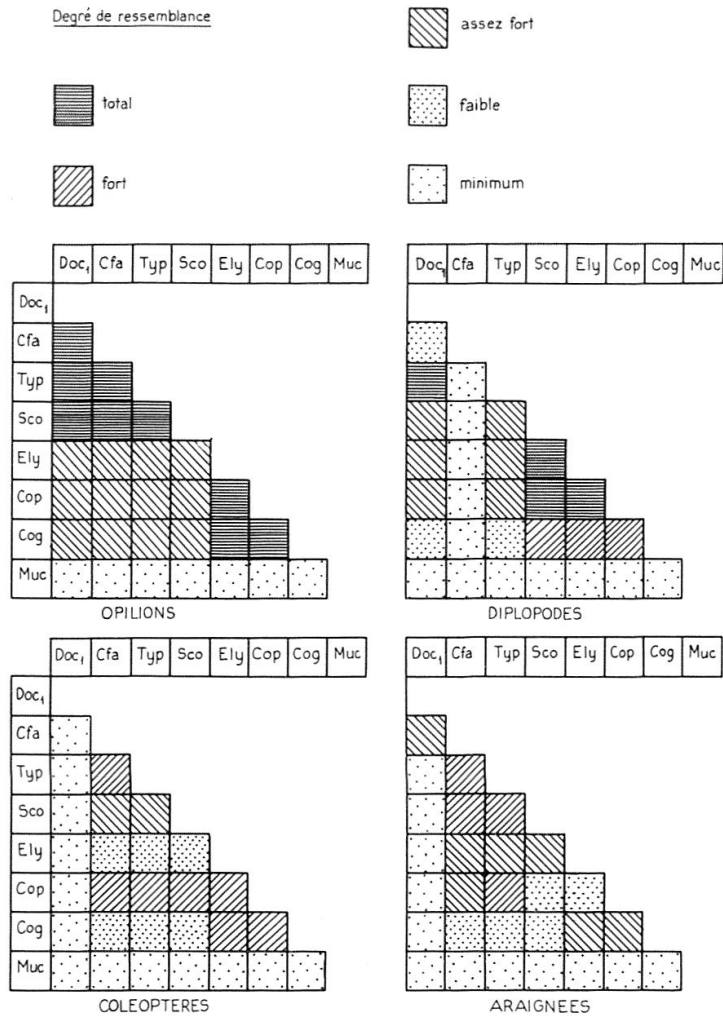 Degré de ressemblance
assez fort
total
faible
fort
minimum
Doc1 Cfa Typ Sco Ely Cop Cog Muc
Doc1
Cfa
Typ
Sco
Ely
Cop
Cog
Muc
OPILIONS
Doc1 Cfa Typ Sco Ely Cop Cog Muc
DIPLOPODES
Doc1 Cfa Typ Sco Ely Cop Cog Muc
Doc1
Cfa
Typ
Sco
Ely
Cop
Cog
Muc
COLEOPTERES
Doc1 Cfa Typ Sco Ely Cop Cog Muc
ARAIGNEES